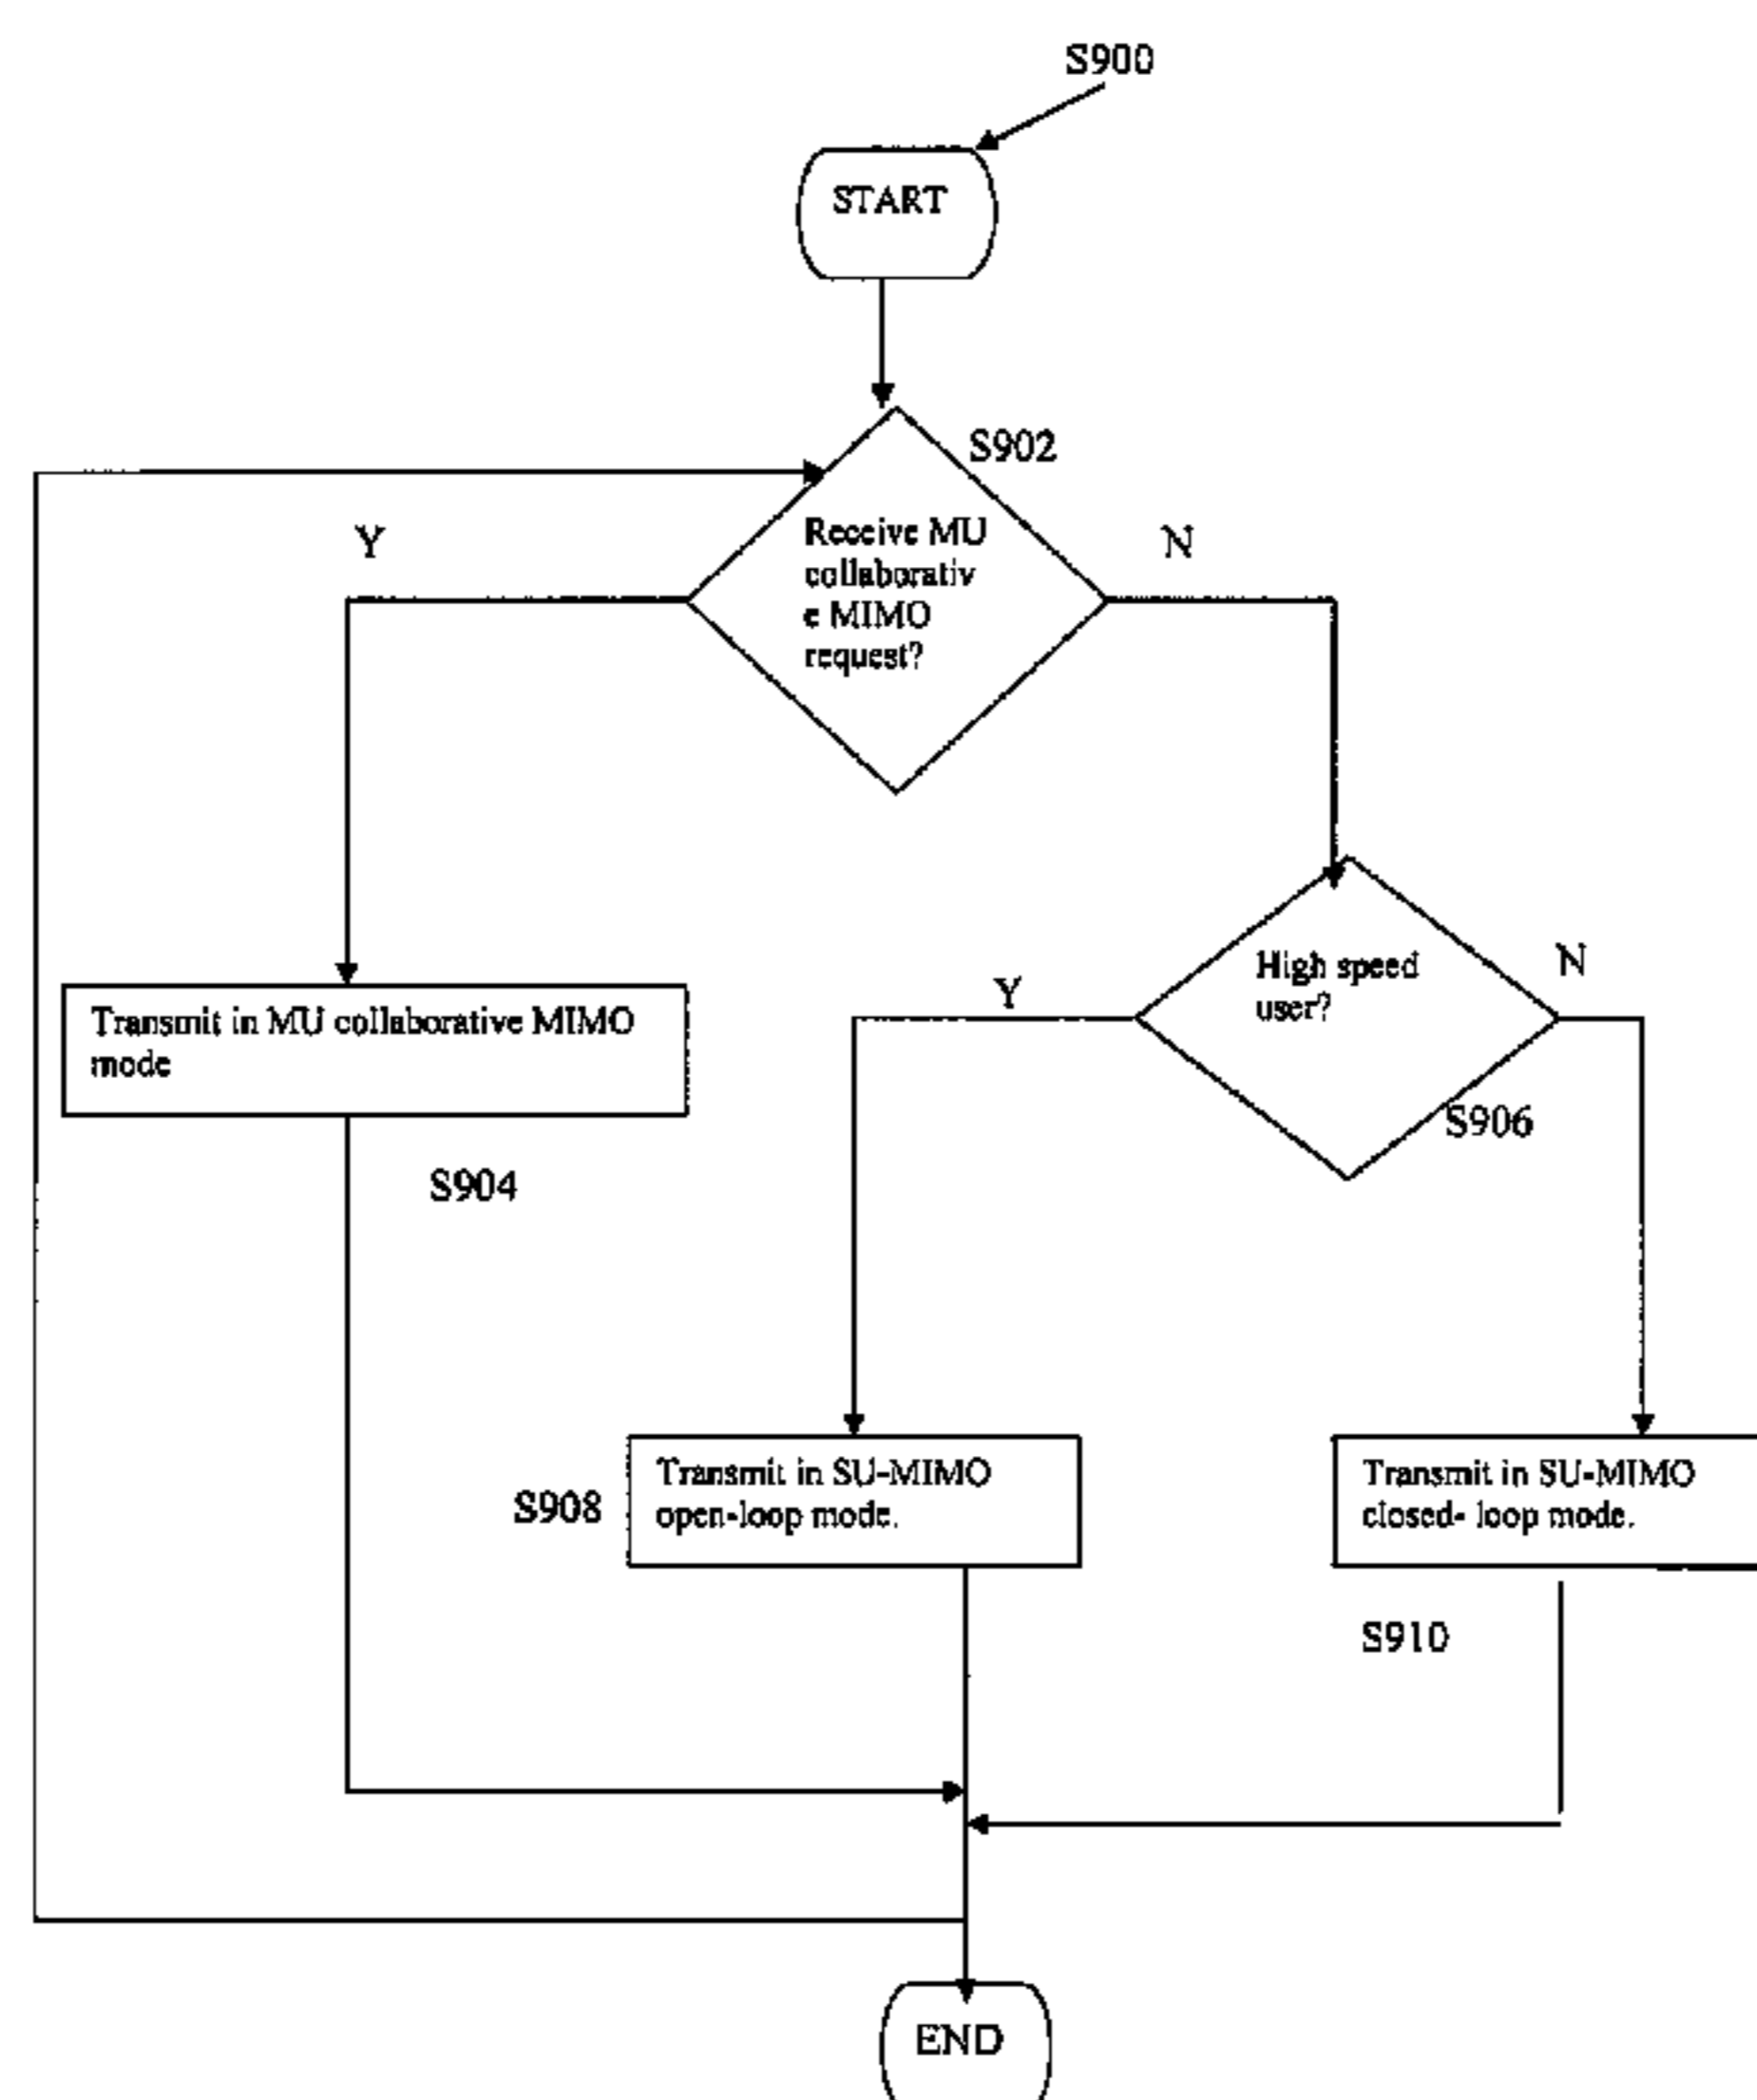 S900
START
S902
Y
Receive MU
collaborativ
e MIMO
request?
N
High speed
user?
Y
N
S906
Transmit in MU collaborative MIMO
mode
S904
S908
Transmit in SU-MIMO
open-loop mode.
Transmit in SU-MIMO
closed- loop mode.
S910
END